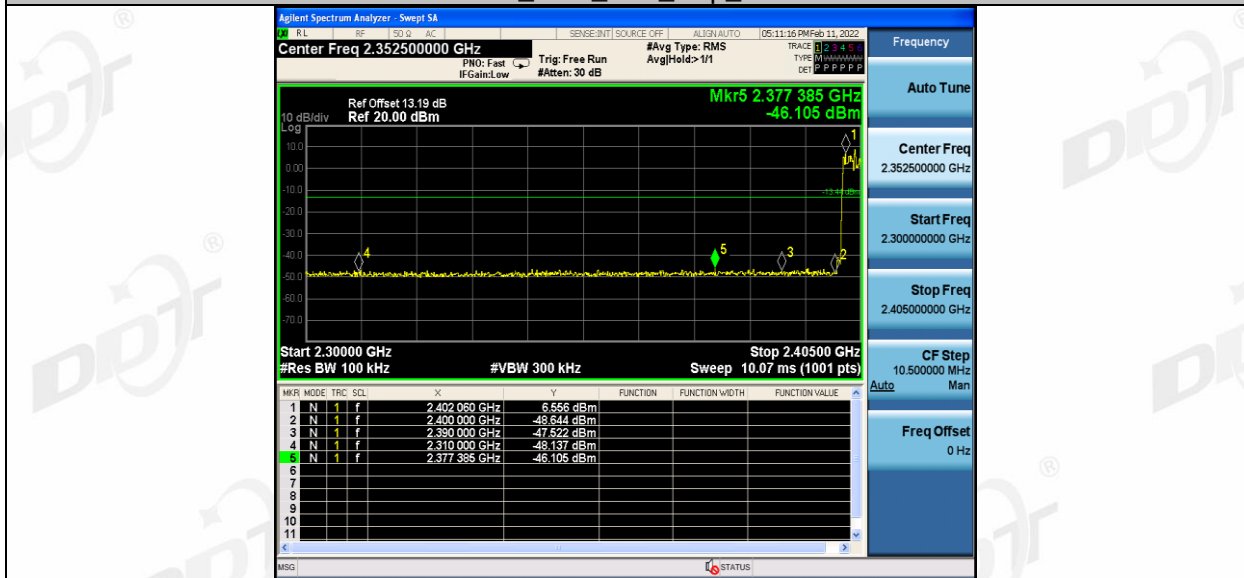 Agilent Spectrum Analyzer - Swept SA
RL RF 50 Ω AC SENSE:INT SOURCE OFF ALIGN AUTO 05:11:16 PM Feb 11, 2022
Center Freq 2.352500000 GHz #Avg Type: RMS TRACE 1 2 3 4 5 6
PNO: Fast Trig: Free Run Avg|Hold:>1/1 TYPE M
IFGain:Low #Atten: 30 dB DET P P P P P P
Frequency
Mkr5 2.377 385 GHz
Ref Offset 13.19 dB
10 dB/div Ref 20.00 dBm -46.105 dBm
Log
10.0
0.00
-10.0
-20.0
-30.0
-40.0
-50.0
-60.0
-70.0
1
-13.44 dBm
4
5
3
2
Start 2.30000 GHz Stop 2.40500 GHz
#Res BW 100 kHz #VBW 300 kHz Sweep 10.07 ms (1001 pts)
MKR MODE TRC SCL X Y FUNCTION FUNCTION WIDTH FUNCTION VALUE
1 N 1 f 2.402 060 GHz 6.556 dBm
2 N 1 f 2.400 000 GHz -48.644 dBm
3 N 1 f 2.390 000 GHz -47.522 dBm
4 N 1 f 2.310 000 GHz -48.137 dBm
5 N 1 f 2.377 385 GHz -46.105 dBm
6
7
8
9
10
11
MSG STATUS
Auto Tune
Center Freq
2.352500000 GHz
Start Freq
2.300000000 GHz
Stop Freq
2.405000000 GHz
CF Step
10.500000 MHz
Auto Man
Freq Offset
0 Hz
DDT
®